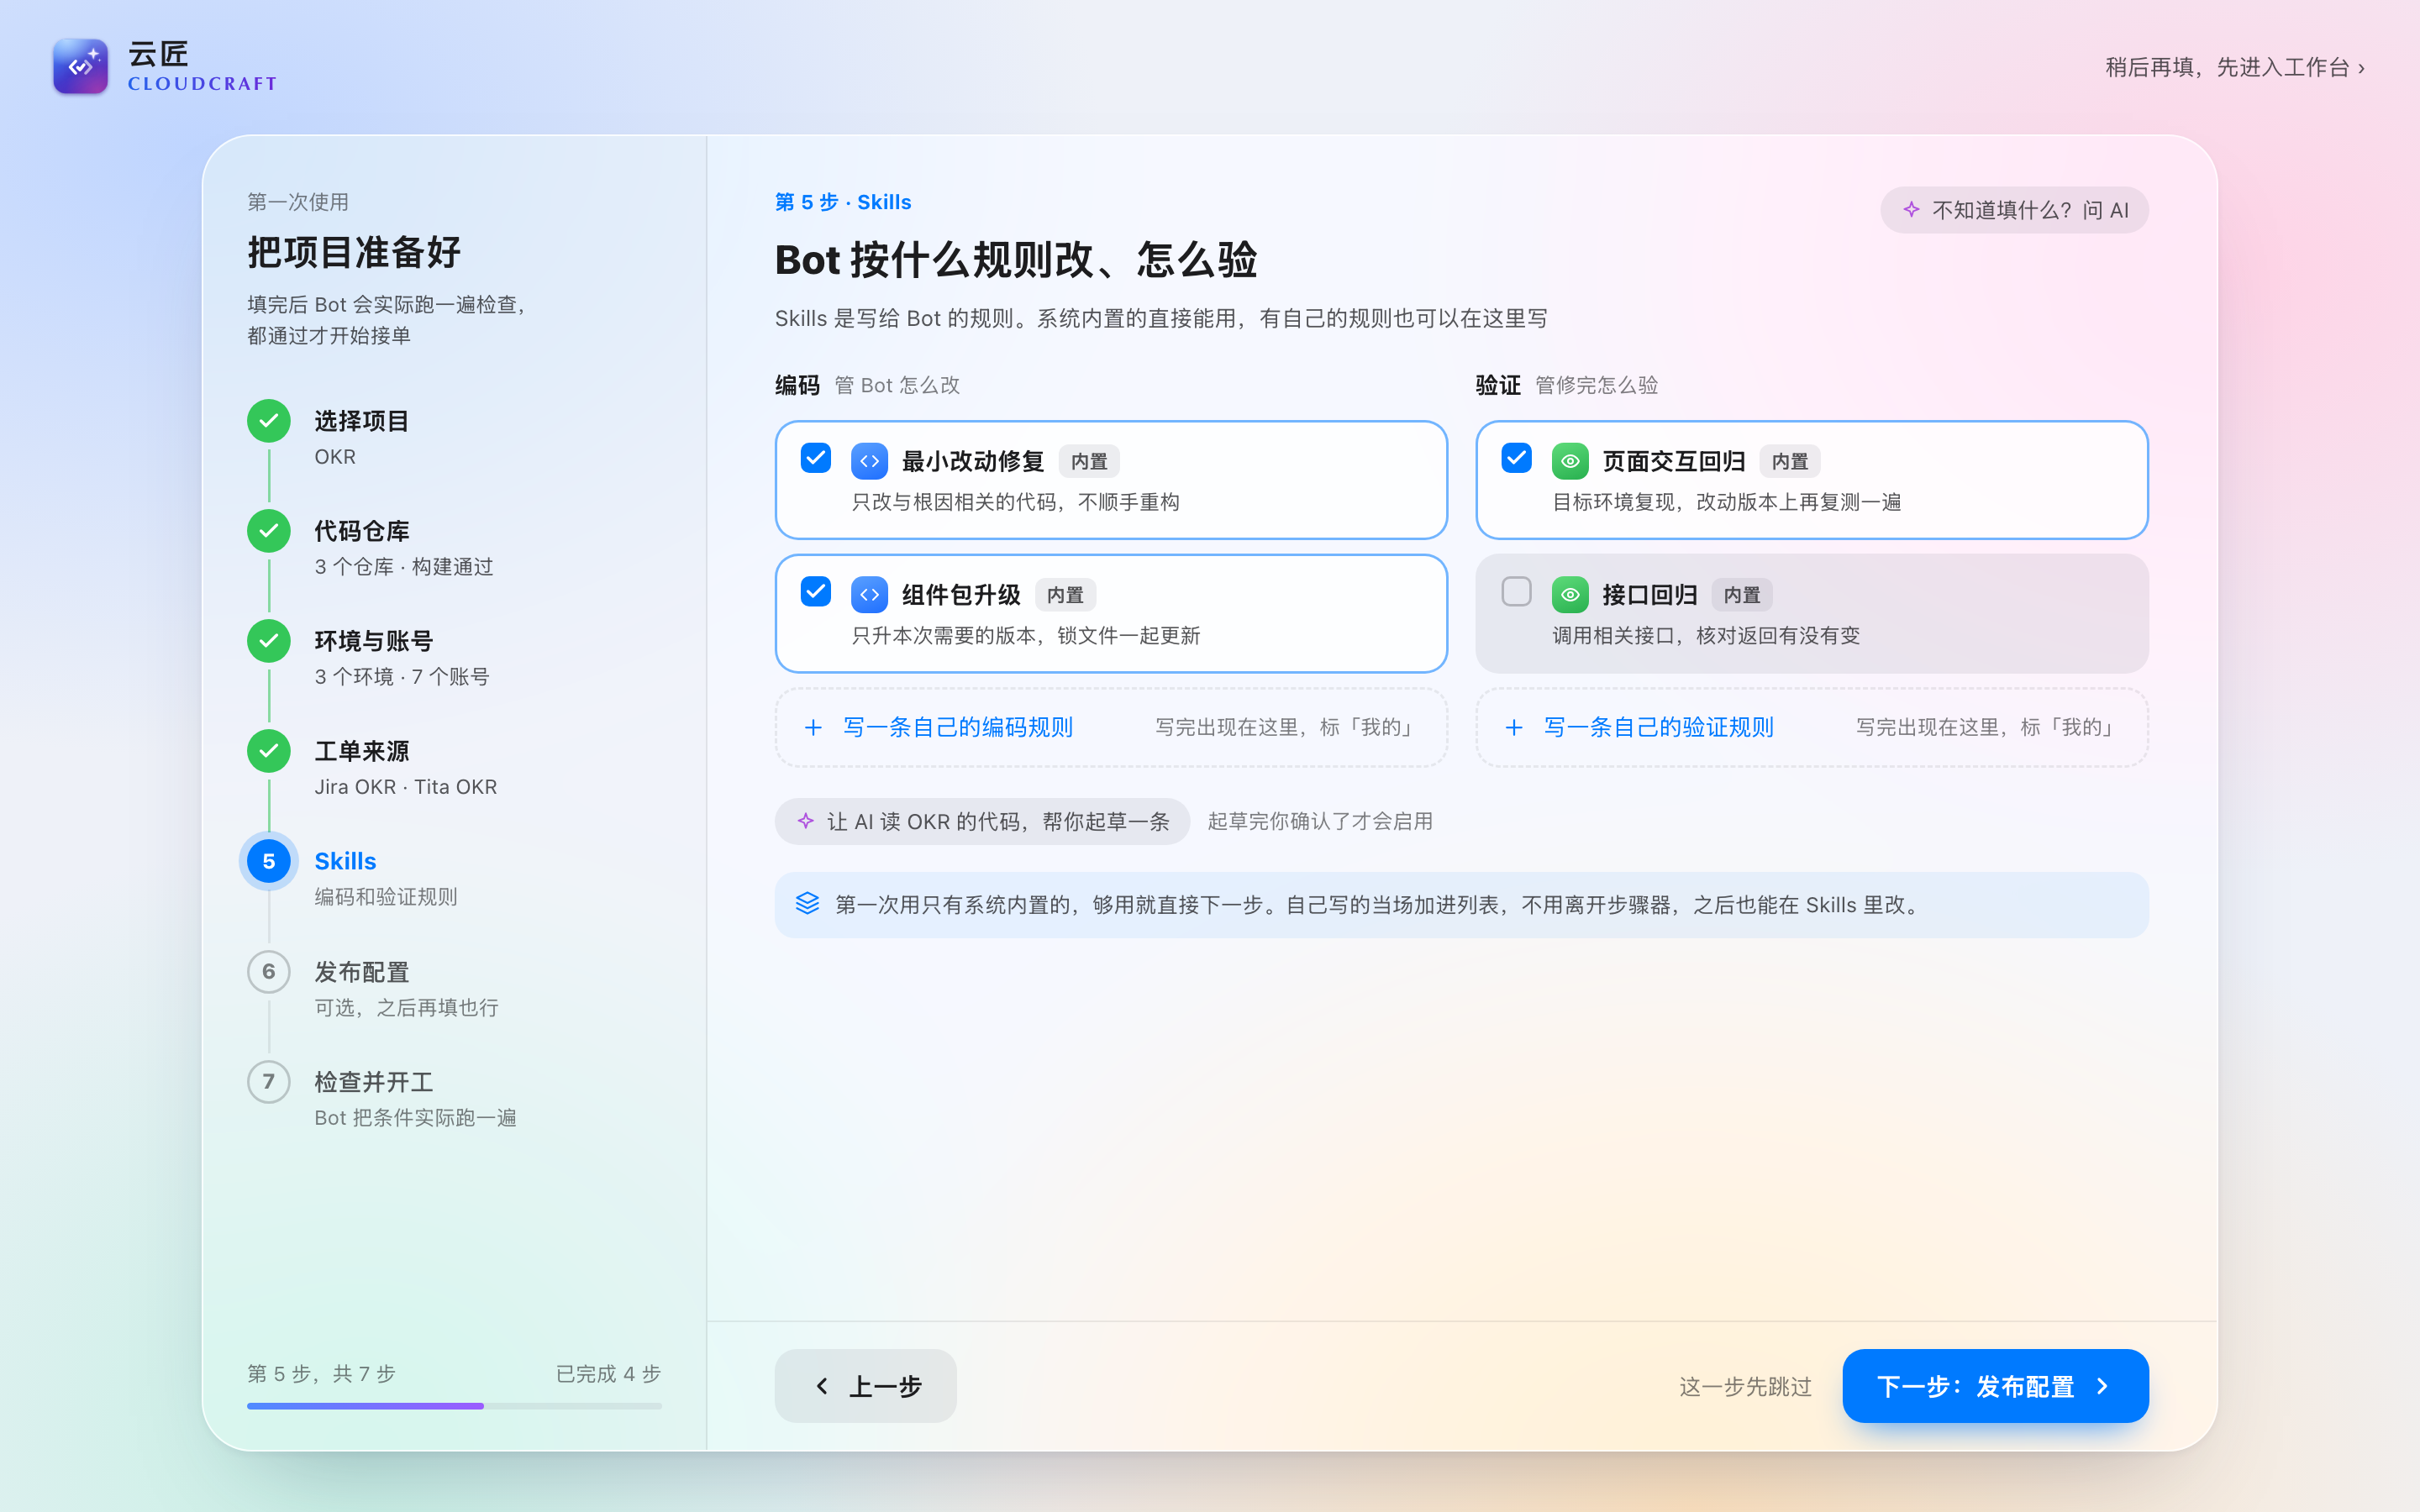 云匠
CLOUDCRAFT
稍后再填，先进入工作台 ›
第一次使用
把项目准备好
填完后 Bot 会实际跑一遍检查，
都通过才开始接单
选择项目
OKR
代码仓库
3 个仓库 · 构建通过
环境与账号
3 个环境 · 7 个账号
工单来源
Jira OKR · Tita OKR
5
Skills
编码和验证规则
6
发布配置
可选，之后再填也行
7
检查并开工
Bot 把条件实际跑一遍
第 5 步，共 7 步
已完成 4 步
第 5 步 · Skills
不知道填什么？问 AI
Bot 按什么规则改、怎么验
Skills 是写给 Bot 的规则。系统内置的直接能用，有自己的规则也可以在这里写
编码 管 Bot 怎么改
最小改动修复 内置
只改与根因相关的代码，不顺手重构
组件包升级 内置
只升本次需要的版本，锁文件一起更新
写一条自己的编码规则 写完出现在这里，标「我的」
验证 管修完怎么验
页面交互回归 内置
目标环境复现，改动版本上再复测一遍
接口回归 内置
调用相关接口，核对返回有没有变
写一条自己的验证规则 写完出现在这里，标「我的」
让 AI 读 OKR 的代码，帮你起草一条 起草完你确认了才会启用
第一次用只有系统内置的，够用就直接下一步。自己写的当场加进列表，不用离开步骤器，之后也能在 Skills 里改。
上一步
这一步先跳过
下一步：发布配置